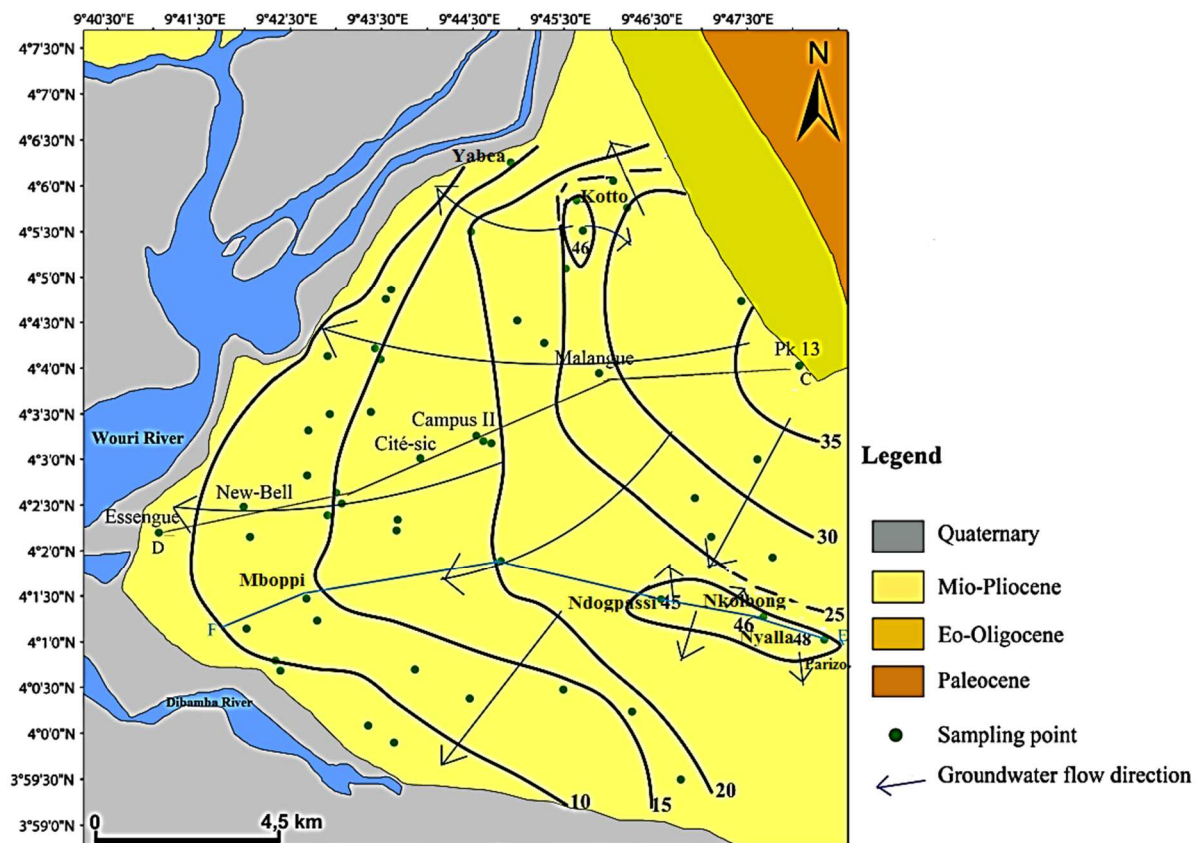 9°40'30"E 9°41'30"E 9°42'30"E 9°43'30"E 9°44'30"E 9°45'30"E 9°46'30"E 9°47'30"E
4°7'30"N
4°7'0"N
4°6'30"N
4°6'0"N
4°5'30"N
4°5'0"N
4°4'30"N
4°4'0"N
4°3'30"N
4°3'0"N
4°2'30"N
4°2'0"N
4°1'30"N
4°1'0"N
4°0'30"N
4°0'0"N
3°59'30"N
3°59'0"N
N
Yabea
Kotto
46
Malangue
Pk 13
C
35
Wouri River
Campus II
Cité-sic
New-Bell
Essengue
D
30
Mboppi
Ndogpassi 45
Nkolbong
25
46
Nyalla 48
E
F
Parizo
Dibamha River
10
15
20
0 4,5 km
Legend
Quaternary
Mio-Pliocene
Eo-Oligocene
Paleocene
Sampling point
Groundwater flow direction